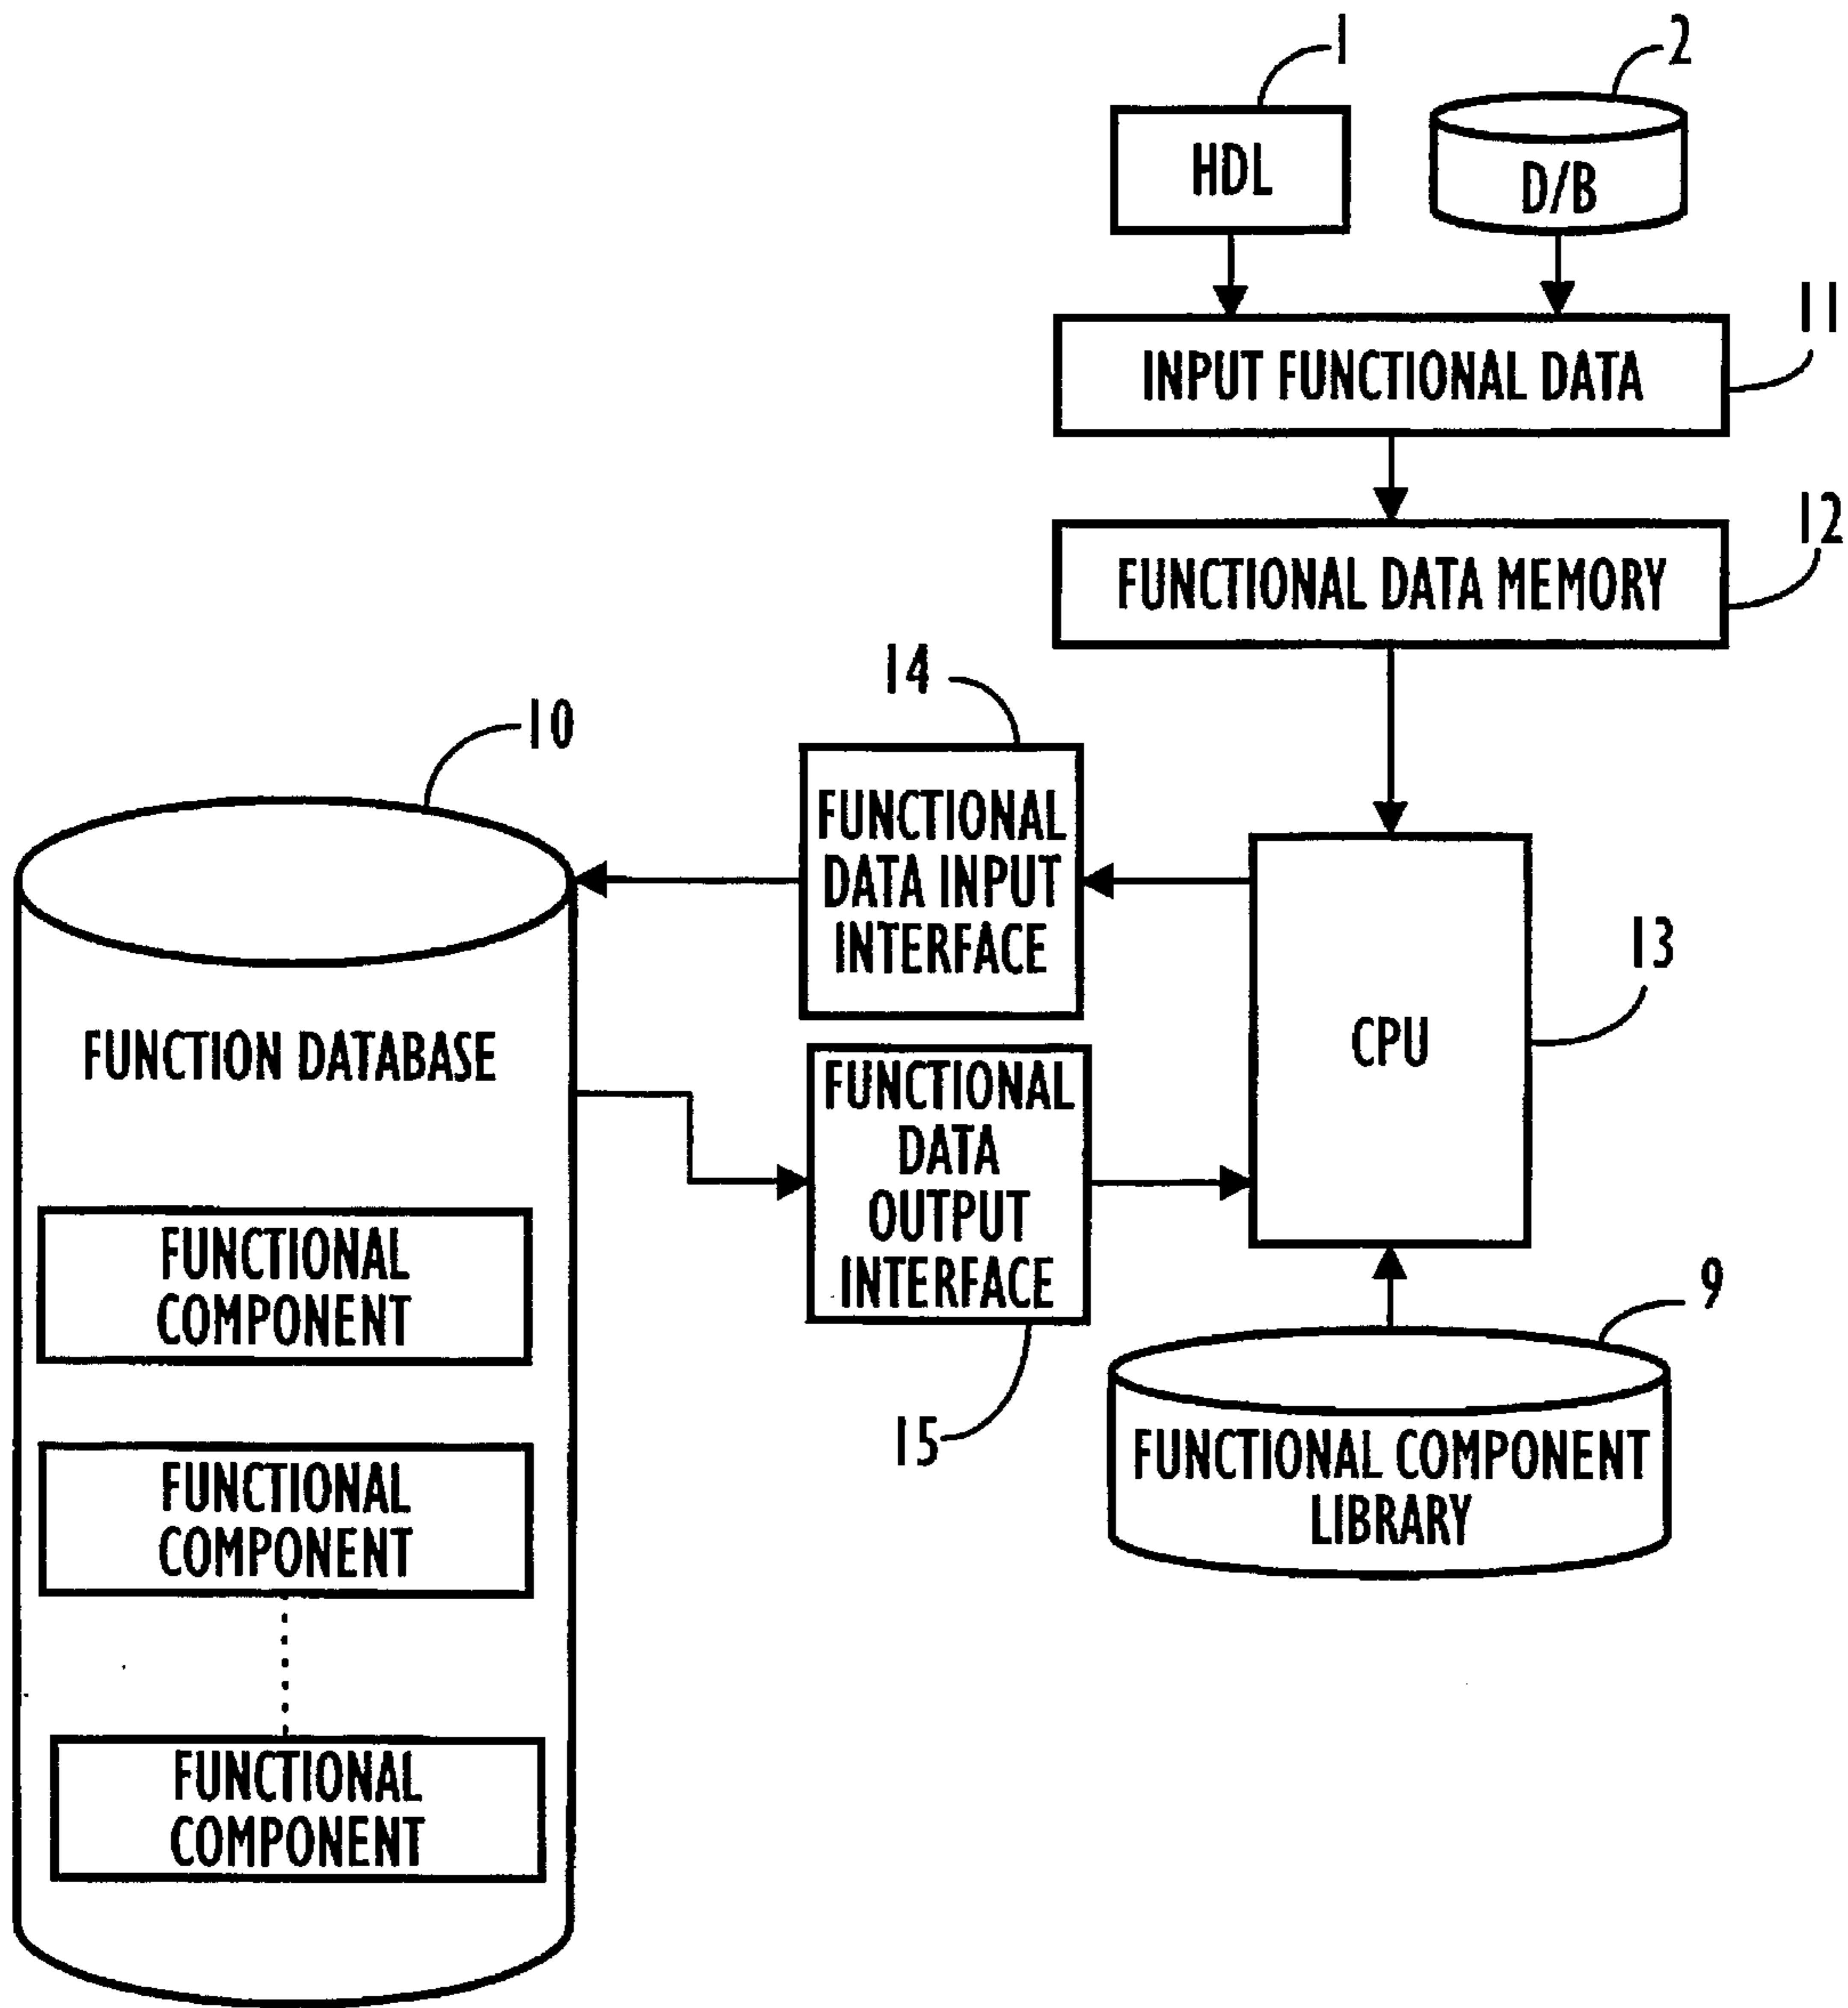 1
2
HDL
D/B
11
INPUT FUNCTIONAL DATA
12
FUNCTIONAL DATA MEMORY
14
10
FUNCTIONAL
DATA INPUT
INTERFACE
13
CPU
FUNCTION DATABASE
FUNCTIONAL
DATA
OUTPUT
INTERFACE
15
9
FUNCTIONAL COMPONENT
LIBRARY
FUNCTIONAL
COMPONENT
FUNCTIONAL
COMPONENT
FUNCTIONAL
COMPONENT